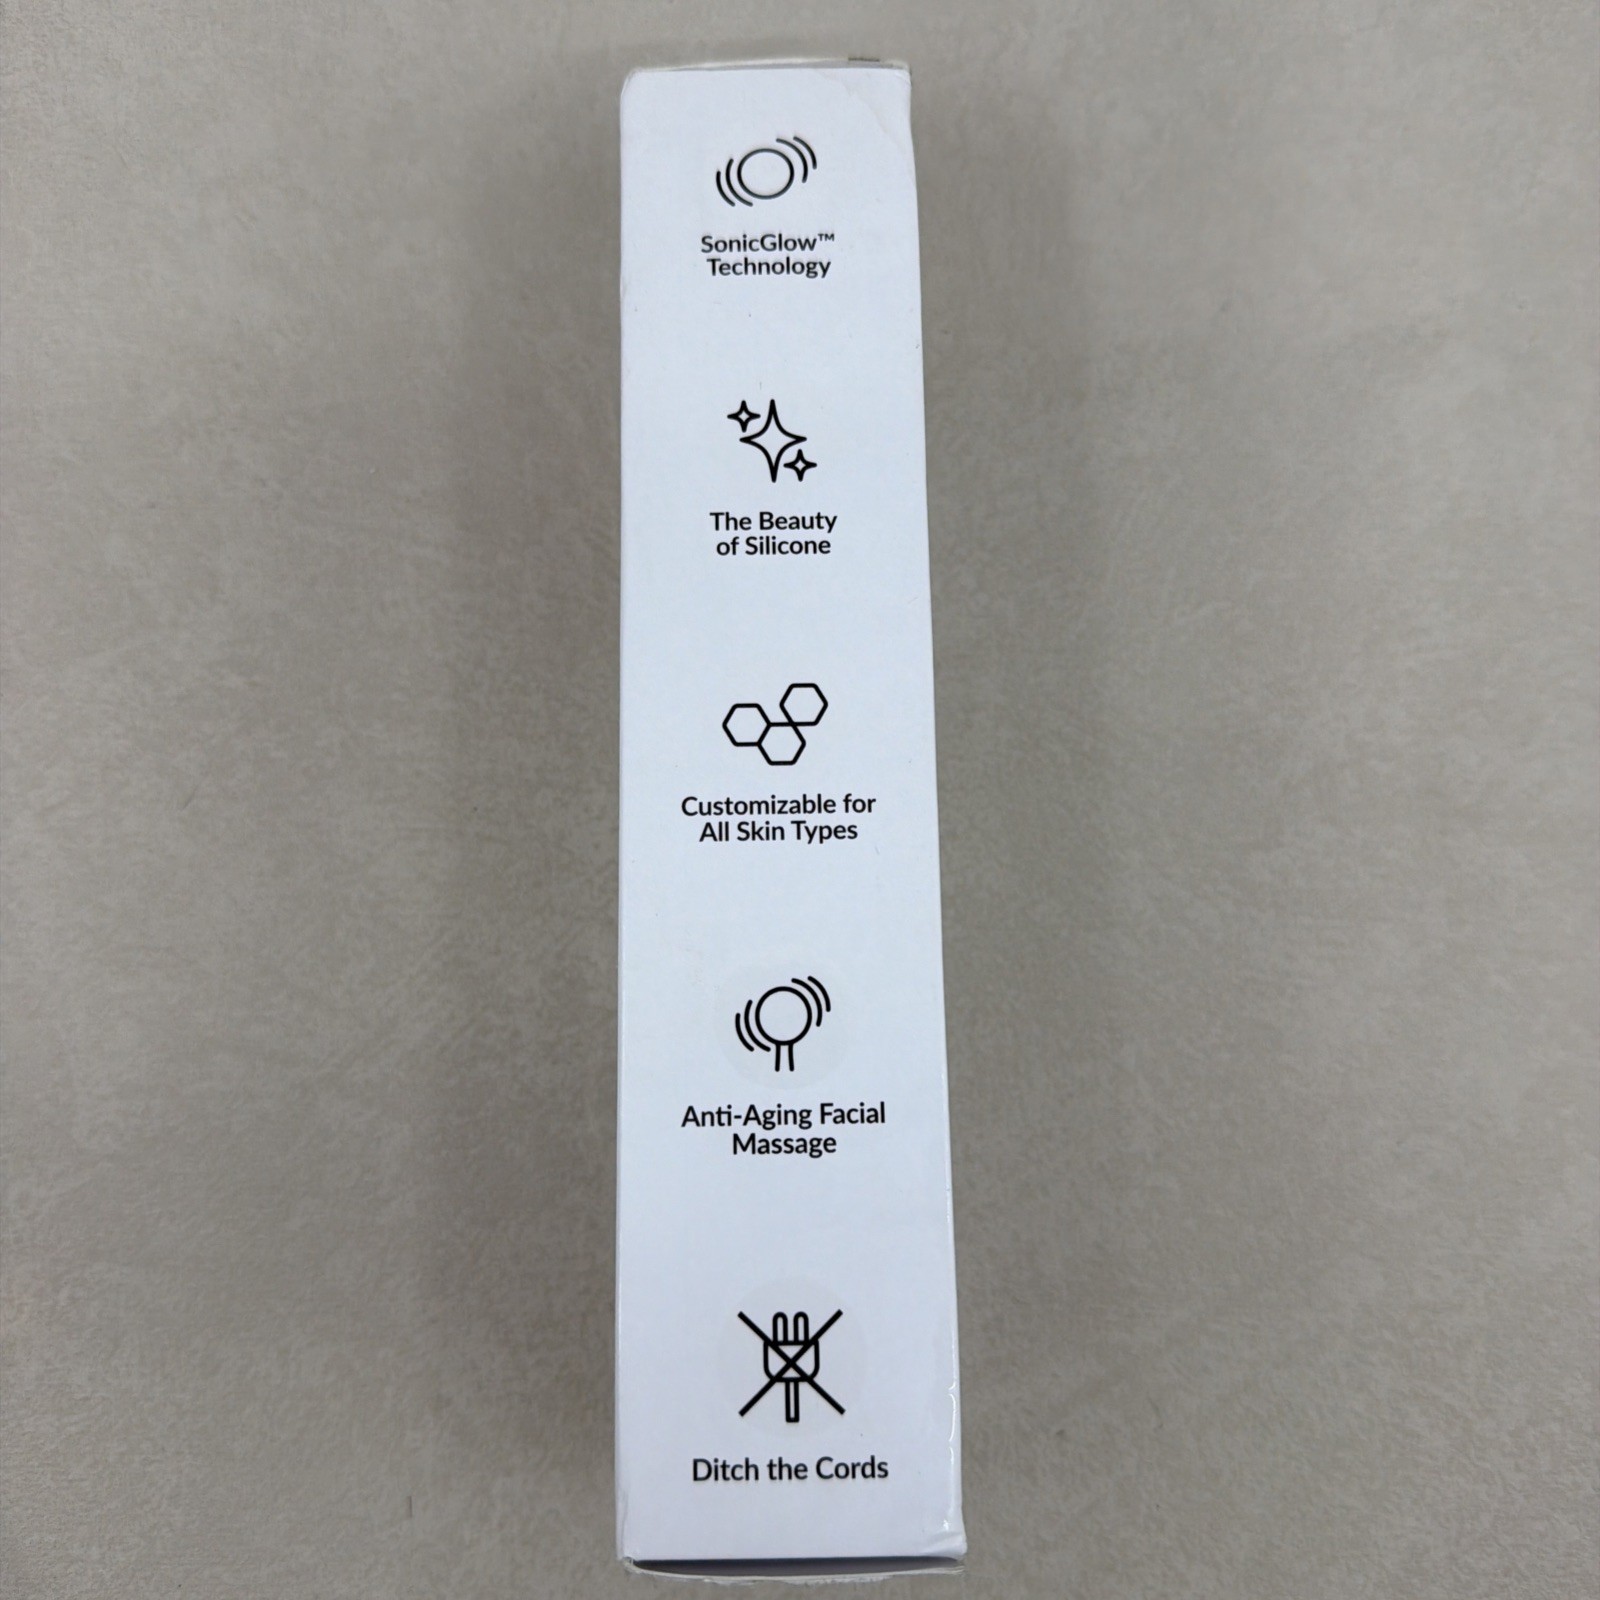 SonicGlow™
Technology
The Beauty
of Silicone
Customizable for
All Skin Types
Anti-Aging Facial
Massage
Ditch the Cords